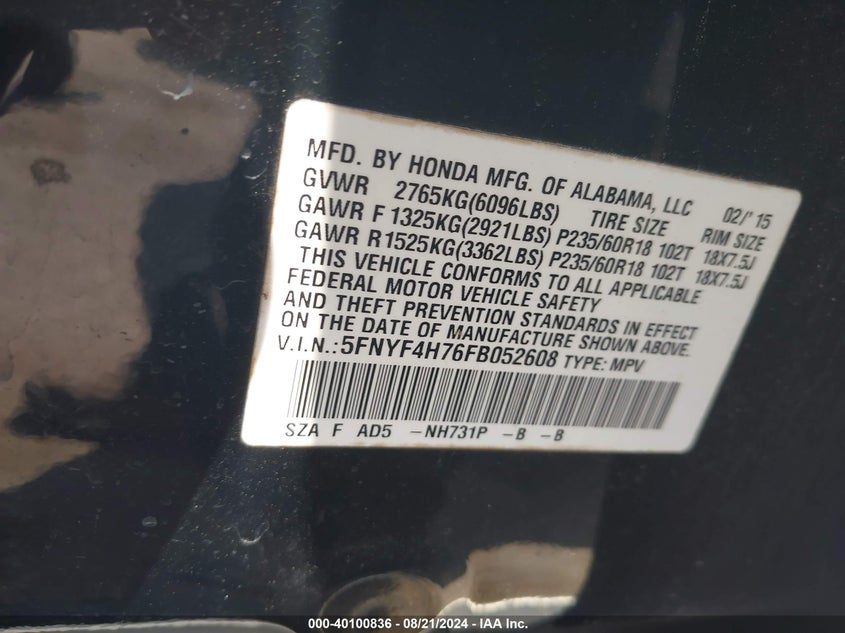 MFD. BY HONDA MFG. OF ALABAMA, LLC 02/'15
GVWR 2765KG(6096LBS) TIRE SIZE RIM SIZE
GAWR F 1325KG(2921LBS) P235/60R18 102T 18X7.5J
GAWR R 1525KG(3362LBS) P235/60R18 102T 18X7.5J
THIS VEHICLE CONFORMS TO ALL APPLICABLE
FEDERAL MOTOR VEHICLE SAFETY
AND THEFT PREVENTION STANDARDS IN EFFECT
ON THE DATE OF MANUFACTURE SHOWN ABOVE.
V.I.N.:5FNYF4H76FB052608 TYPE: MPV
SZA F AD5 -NH731P -B -B
000-40100836 - 08/21/2024 - IAA Inc.